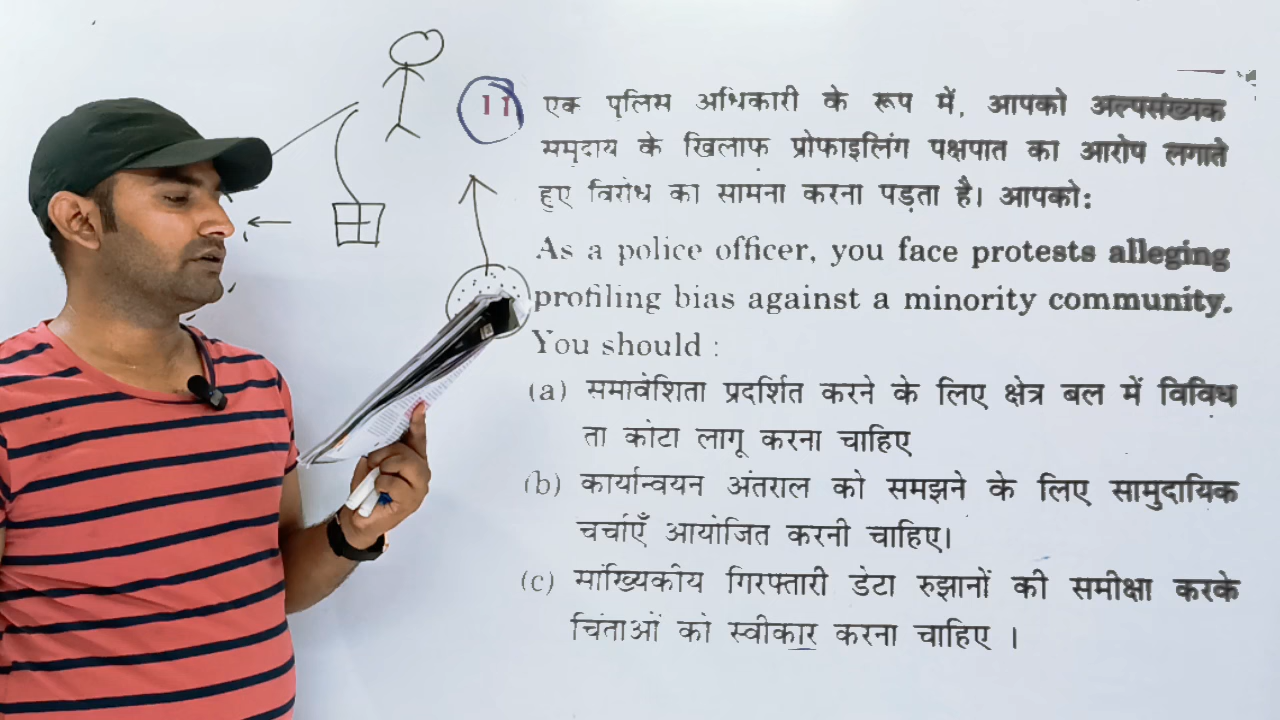 11 एक पुलिस अधिकारी के रूप में, आपको अल्पसंख्यक
समुदाय के खिलाफ प्रोफाइलिंग पक्षपात का आरोप लगाते
हुए विरोध का सामना करना पड़ता है। आपको:
As a police officer, you face protests alleging
profiling bias against a minority community.
You should :
(a) समावेशिता प्रदर्शित करने के लिए क्षेत्र बल में विविध
ता कोटा लागू करना चाहिए
(b) कार्यान्वयन अंतराल को समझने के लिए सामुदायिक
चर्चाएँ आयोजित करनी चाहिए।
(c) सांख्यिकीय गिरफ्तारी डेटा रुझानों की समीक्षा करके
चिंताओं को स्वीकार करना चाहिए ।